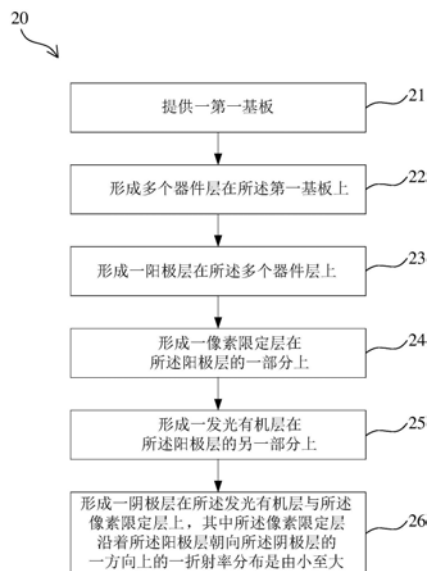 20
提供一第一基板
21
形成多个器件层在所述第一基板上
22
形成一阳极层在所述多个器件层上
23
形成一像素限定层在
所述阳极层的一部分上
24
形成一发光有机层在
所述阳极层的另一部分上
25
形成一阴极层在所述发光有机层与所述
像素限定层上，其中所述像素限定层
沿着所述阳极层朝向所述阴极层的
一方向上的一折射率分布是由小至大
26